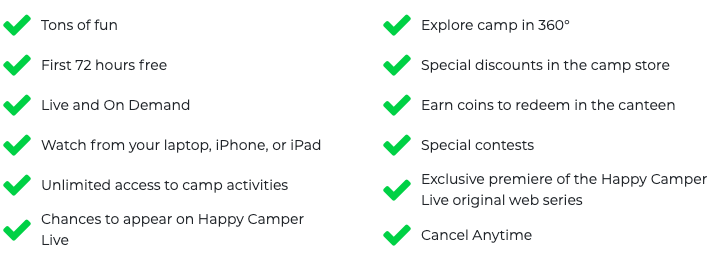 Tons of fun
First 72 hours free
Live and On Demand
Watch from your laptop, iPhone, or iPad
Unlimited access to camp activities
Chances to appear on Happy Camper
Live
Explore camp in 360°
Special discounts in the camp store
Earn coins to redeem in the canteen
Special contests
Exclusive premiere of the Happy Camper
Live original web series
Cancel Anytime